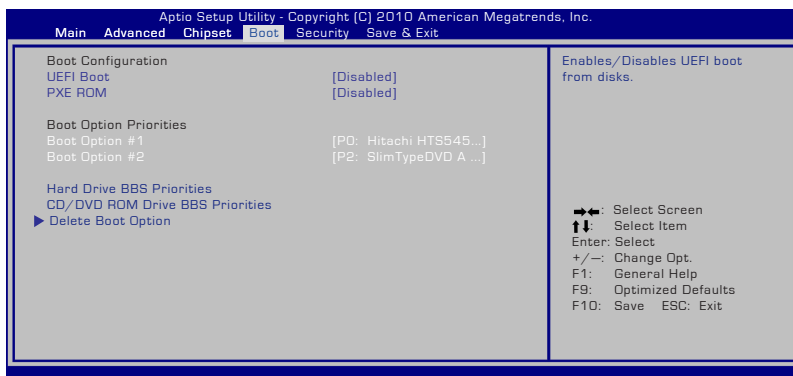 Aptio Setup Utility - Copyright (C) 2010 American Megatrends, Inc.
Main Advanced Chipset Boot Security Save & Exit
Boot Configuration
UEFI Boot [Disabled]
PXE ROM [Disabled]
Boot Option Priorities
Boot Option #1 [P0: Hitachi HTS545...]
Boot Option #2 [P2: SlimTypeDVD A ...]
Hard Drive BBS Priorities
CD/DVD ROM Drive BBS Priorities
Delete Boot Option
Enables/Disables UEFI boot
from disks.
→←: Select Screen
↑↓: Select Item
Enter: Select
+/—: Change Opt.
F1: General Help
F9: Optimized Defaults
F10: Save ESC: Exit